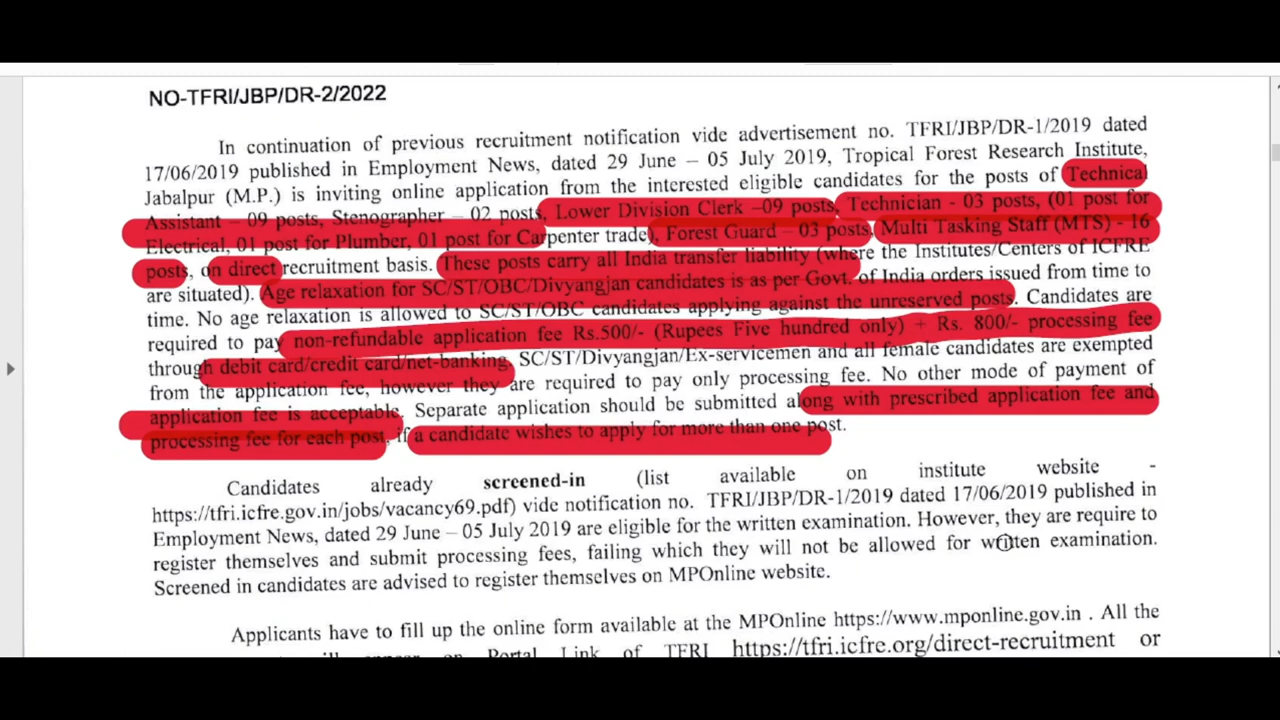 NO-TFRI/JBP/DR-2/2022
In continuation of previous recruitment notification vide advertisement no. TFRI/JBP/DR-1/2019 dated
17/06/2019 published in Employment News, dated 29 June – 05 July 2019, Tropical Forest Research Institute,
Jabalpur (M.P.) is inviting online application from the interested eligible candidates for the posts of Technical
Assistant – 09 posts, Stenographer – 02 posts, Lower Division Clerk –09 posts, Technician - 03 posts, (01 post for
Electrical, 01 post for Plumber, 01 post for Carpenter trade), Forest Guard – 03 posts, Multi Tasking Staff (MTS) - 16
posts, on direct recruitment basis. These posts carry all India transfer liability (where the Institutes/Centers of ICFRE
are situated). Age relaxation for SC/ST/OBC/Divyangjan candidates is as per Govt. of India orders issued from time to
time. No age relaxation is allowed to SC/ST/OBC candidates applying against the unreserved posts. Candidates are
required to pay non-refundable application fee Rs.500/- (Rupees Five hundred only) + Rs. 800/- processing fee
through debit card/credit card/net-banking. SC/ST/Divyangjan/Ex-servicemen and all female candidates are exempted
from the application fee, however they are required to pay only processing fee. No other mode of payment of
application fee is acceptable. Separate application should be submitted along with prescribed application fee and
processing fee for each post, if a candidate wishes to apply for more than one post.
Candidates already screened-in (list available on institute website -
https://tfri.icfre.gov.in/jobs/vacancy69.pdf) vide notification no. TFRI/JBP/DR-1/2019 dated 17/06/2019 published in
Employment News, dated 29 June – 05 July 2019 are eligible for the written examination. However, they are require to
register themselves and submit processing fees, failing which they will not be allowed for written examination.
Screened in candidates are advised to register themselves on MPOnline website.
Applicants have to fill up the online form available at the MPOnline https://www.mponline.gov.in . All the
Portal Link of TFRI https://tfri.icfre.org/direct-recruitment or